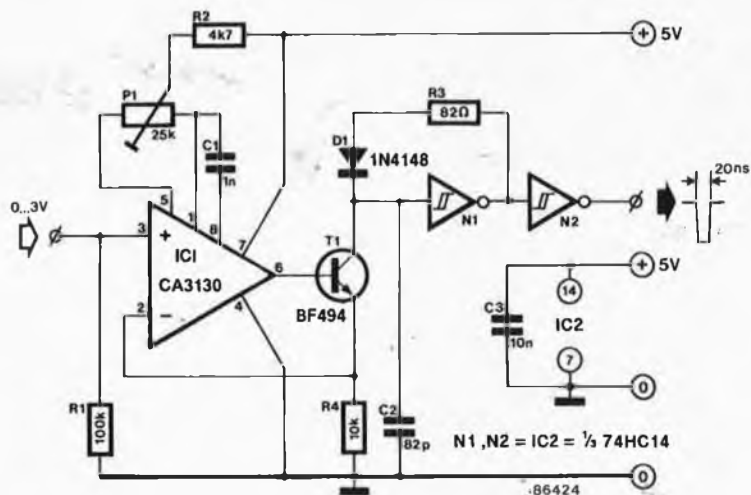 R2
4k7
+ 5V
P1
25k
R3
82Ω
C1
1n
D1
1N4148
20ns
0...3V
5
1
8
7
3
+
IC1
CA3130
6
2
−
4
T1
BF494
N1
N2
+ 5V
C3
10n
14
IC2
7
R1
100k
R4
10k
C2
82p
0
N1, N2 = IC2 = 1/3 74HC14
0
86424